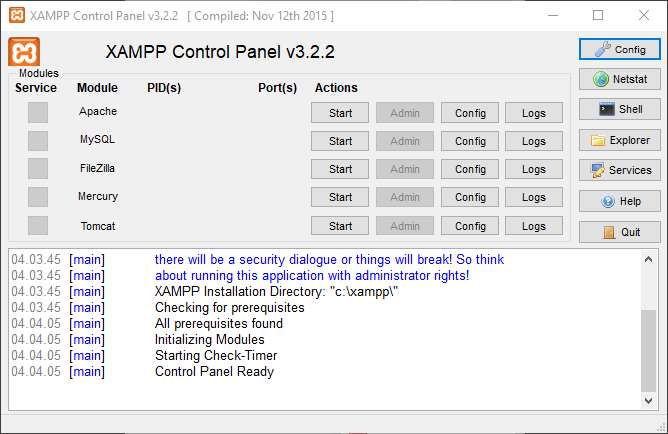 XAMPP Control Panel v3.2.2 [ Compiled: Nov 12th 2015 ]
XAMPP Control Panel v3.2.2
Config
Modules
Service Module PID(s) Port(s) Actions
Netstat
Apache Start Admin Config Logs
Shell
MySQL Start Admin Config Logs
Explorer
FileZilla Start Admin Config Logs
Services
Mercury Start Admin Config Logs
Help
Tomcat Start Admin Config Logs
Quit
04.03.45 [main] there will be a security dialogue or things will break! So think
04.03.45 [main] about running this application with administrator rights!
04.03.45 [main] XAMPP Installation Directory: "c:\xampp\"
04.03.45 [main] Checking for prerequisites
04.04.05 [main] All prerequisites found
04.04.05 [main] Initializing Modules
04.04.05 [main] Starting Check-Timer
04.04.05 [main] Control Panel Ready